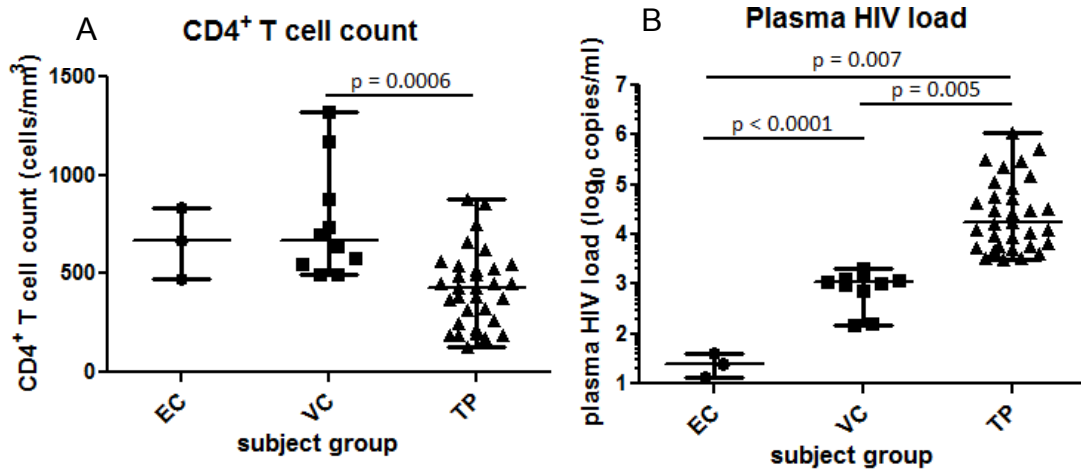 A
CD4⁺ T cell count
CD4⁺ T cell count (cells/mm³)
1500
1000
500
0
p = 0.0006
EC
VC
TP
subject group
B
Plasma HIV load
plasma HIV load (log₁₀ copies/ml)
7
6
5
4
3
2
1
p = 0.007
p = 0.005
p < 0.0001
EC
VC
TP
subject group